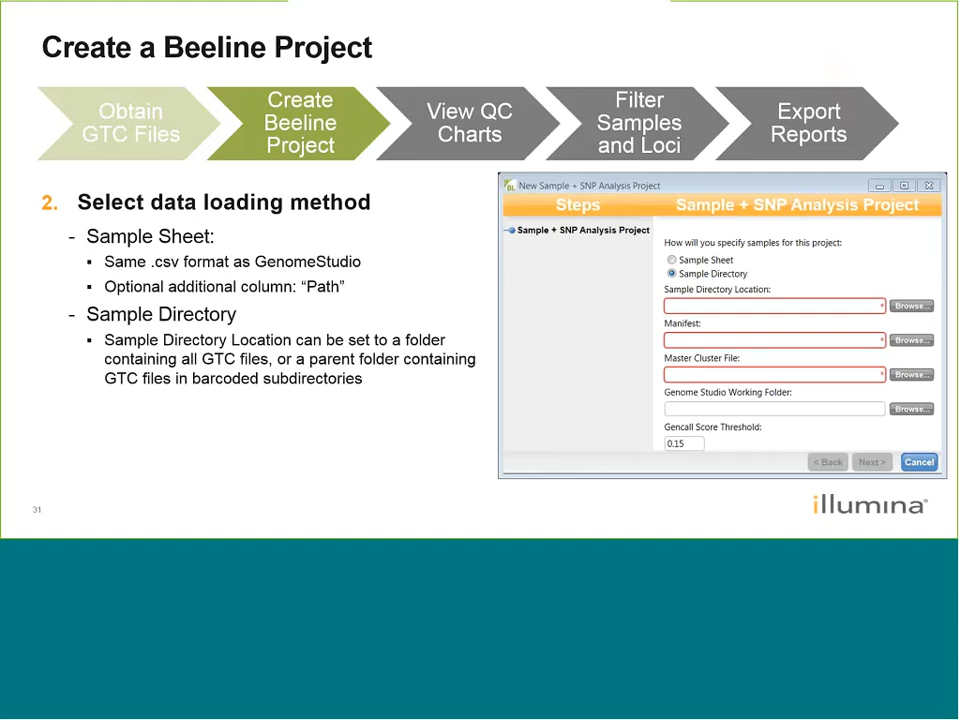 Create a Beeline Project
Obtain
GTC Files
Create
Beeline
Project
View QC
Charts
Filter
Samples
and Loci
Export
Reports
2. Select data loading method
- Sample Sheet:
▪ Same .csv format as GenomeStudio
▪ Optional additional column: “Path”
- Sample Directory
▪ Sample Directory Location can be set to a folder
containing all GTC files, or a parent folder containing
GTC files in barcoded subdirectories
BL New Sample + SNP Analysis Project
Steps
Sample + SNP Analysis Project
Sample + SNP Analysis Project
How will you specify samples for this project:
Sample Sheet
Sample Directory
Sample Directory Location:
* Browse...
Manifest:
* Browse...
Master Cluster File:
* Browse...
Genome Studio Working Folder:
Browse...
Gencall Score Threshold:
0.15
< Back Next > Cancel
31
illumina®